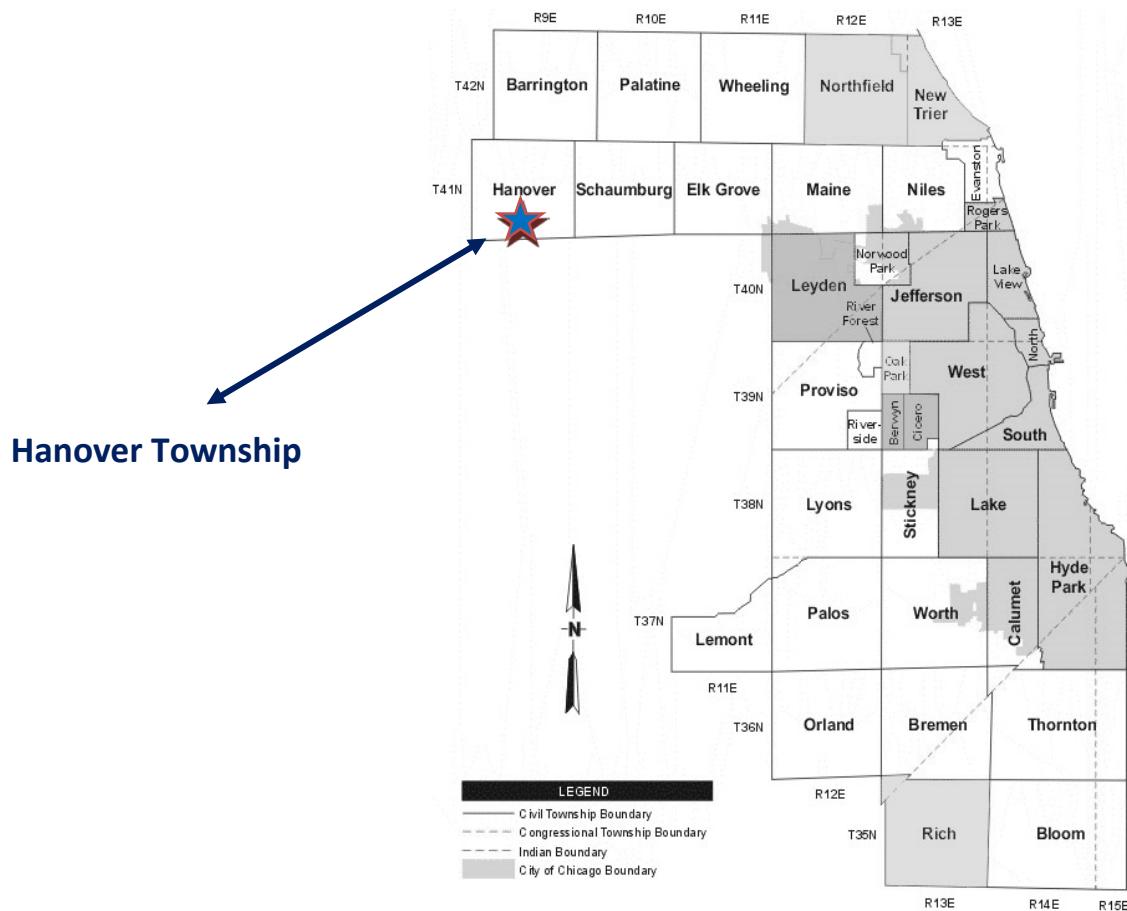 R9E R10E R11E R12E R13E
T42N Barrington Palatine Wheeling Northfield New Trier
T41N Hanover Schaumburg Elk Grove Maine Niles Evanston
Rogers Park
Norwood Park
T40N Leyden Jefferson Lake View
River Forest
North
Oak Park West
T39N Proviso
River-side Berwyn Cicero South
Hanover Township
T38N Lyons Stickney Lake
Hyde Park
T37N Lemont Palos Worth Calumet
N
R11E
T36N Orland Bremen Thornton
R12E
T35N Rich Bloom
R13E R14E R15E
LEGEND
Civil Township Boundary
Congressional Township Boundary
Indian Boundary
City of Chicago Boundary